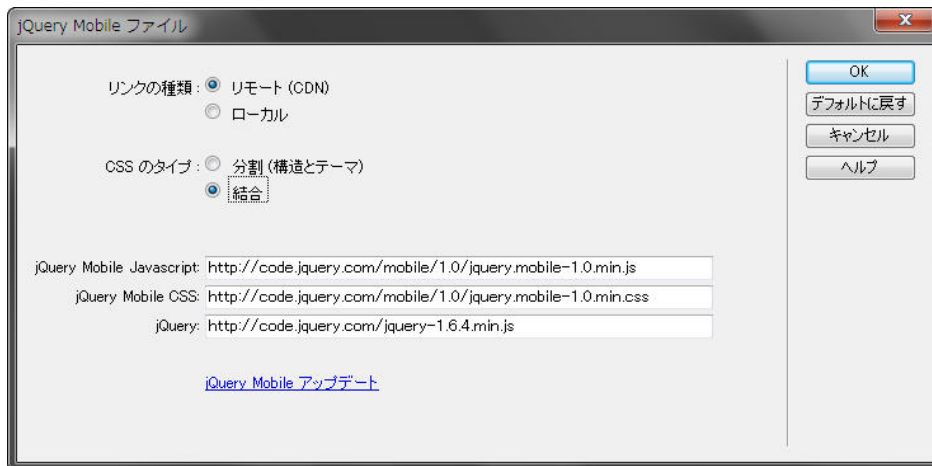 jQuery Mobile ファイル
リンクの種類 : リモート (CDN)
ローカル
CSS のタイプ : 分割 (構造とテーマ)
結合
jQuery Mobile Javascript: http://code.jquery.com/mobile/1.0/jquery.mobile-1.0.min.js
jQuery Mobile CSS: http://code.jquery.com/mobile/1.0/jquery.mobile-1.0.min.css
jQuery: http://code.jquery.com/jquery-1.6.4.min.js
jQuery Mobile アップデート
OK
デフォルトに戻す
キャンセル
ヘルプ